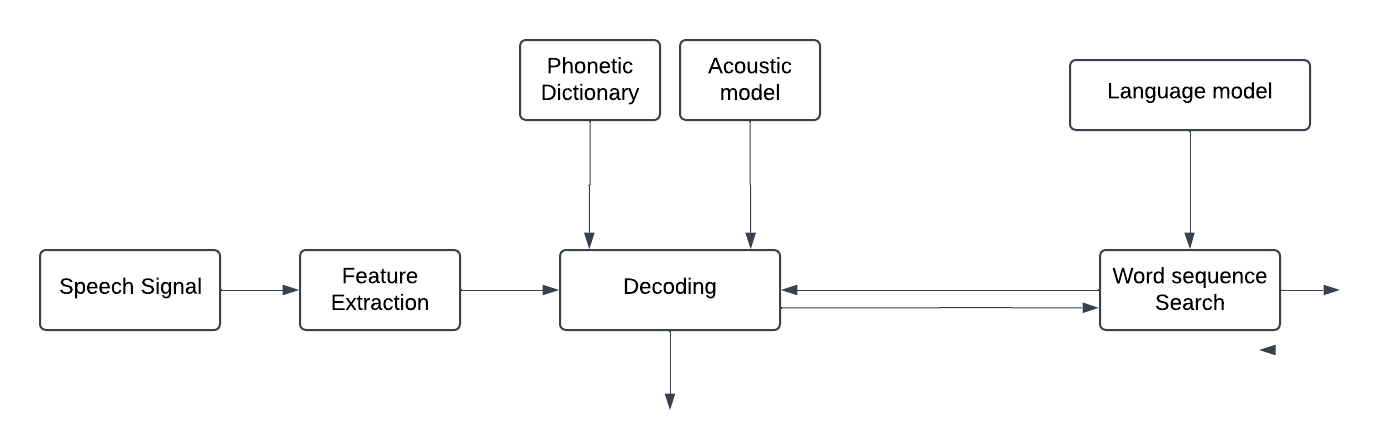 Phonetic
Dictionary
Acoustic
model
Language model
Speech Signal
Feature
Extraction
Decoding
Word sequence
Search